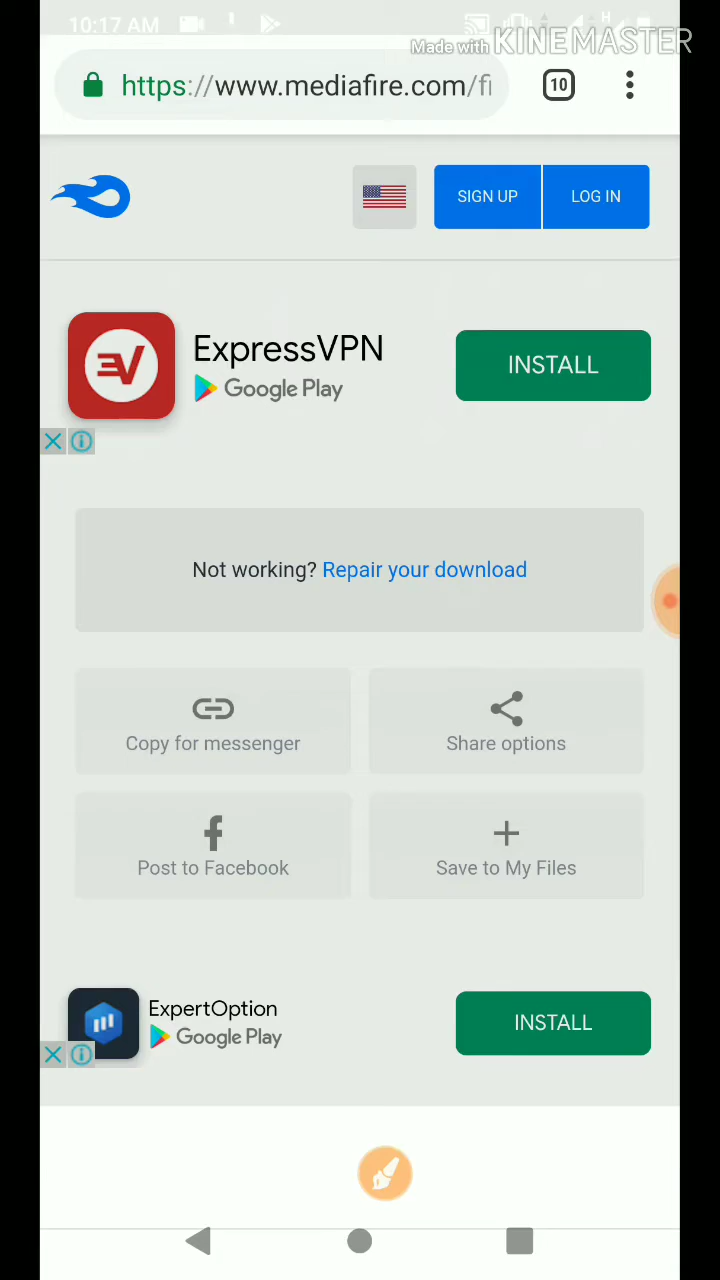 10:17 AM
H
Made with KINEMASTER
https://www.mediafire.com/fi
10
SIGN UP
LOG IN
ExpressVPN
Google Play
INSTALL
Not working? Repair your download
Copy for messenger
Share options
Post to Facebook
Save to My Files
ExpertOption
Google Play
INSTALL